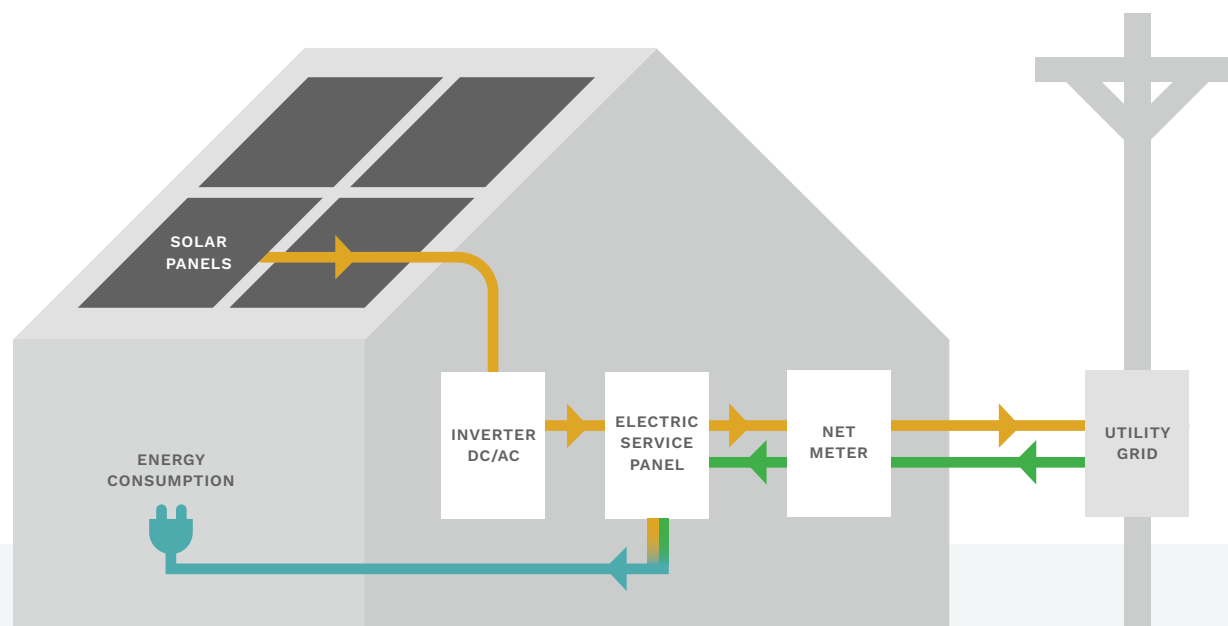 SOLAR
PANELS
INVERTER
DC/AC
ELECTRIC
SERVICE
PANEL
NET
METER
UTILITY
GRID
ENERGY
CONSUMPTION